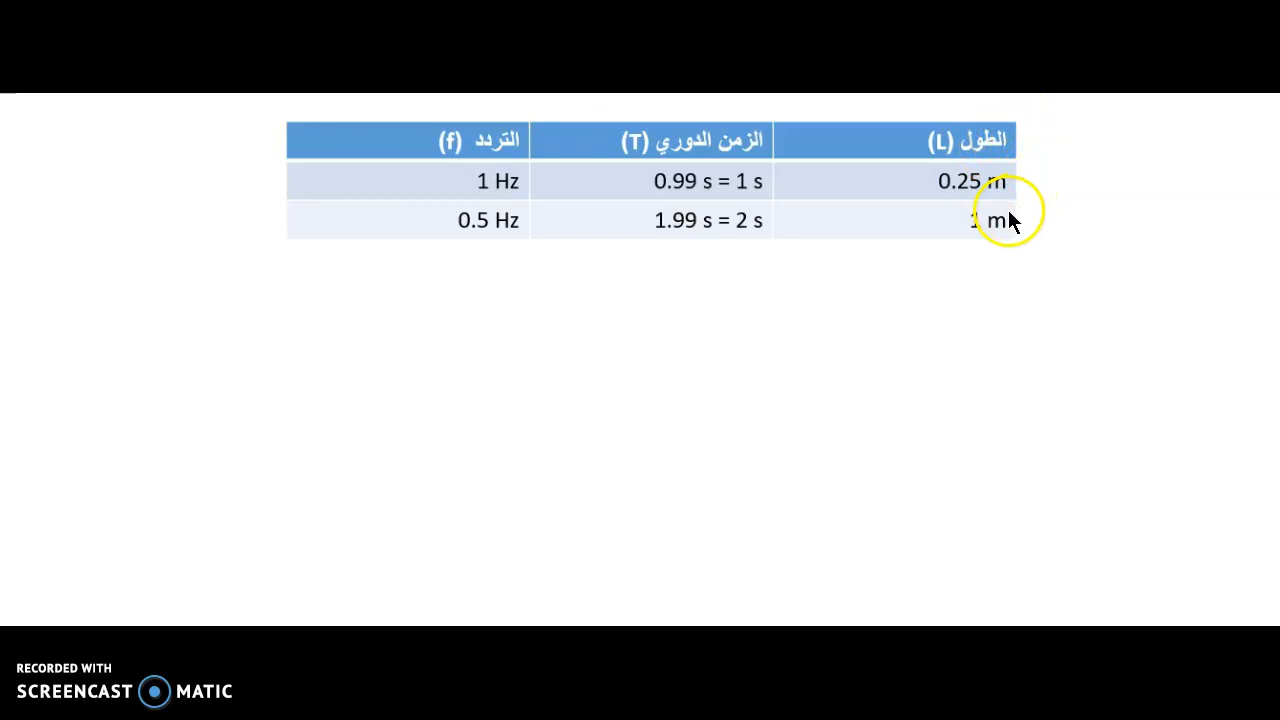 الطول (L) الزمن الدوري (T) التردد (f)
0.25 m 0.99 s = 1 s 1 Hz
1 m 1.99 s = 2 s 0.5 Hz
RECORDED WITH
SCREENCAST MATIC